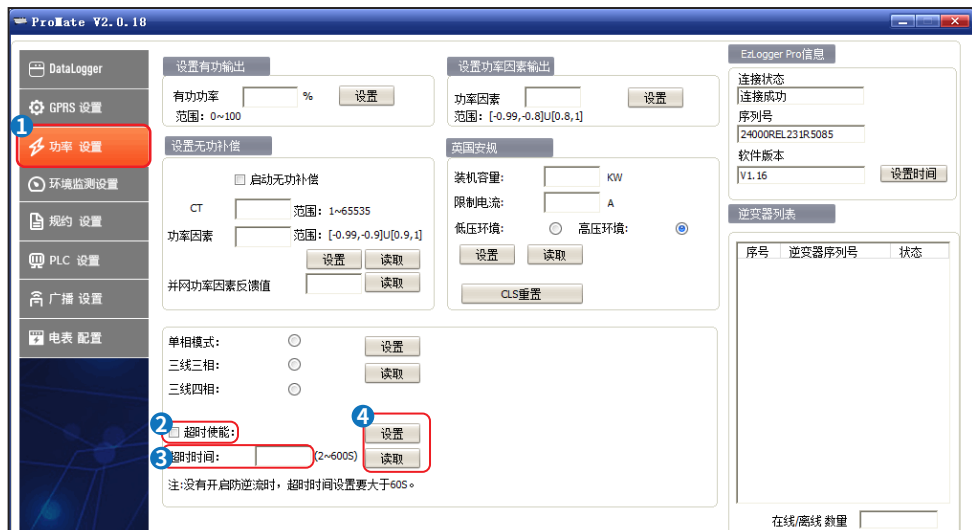 ProMate V2.0.18
DataLogger
GPRS 设置
1
功率 设置
环境监测设置
规约 设置
PLC 设置
广播 设置
电表 配置
设置有功输出
有功功率 % 设置
范围: 0~100
设置功率因素输出
功率因素 设置
范围: [-0.99,-0.8]U[0.8,1]
设置无功补偿
启动无功补偿
CT 范围: 1~65535
功率因素 范围: [-0.99,-0.9]U[0.9,1]
设置 读取
并网功率因素反馈值 读取
英国安规
装机容量: KW
限制电流: A
低压环境: 高压环境:
设置 读取
CLS重置
单相模式: 设置
三线三相: 读取
三线四相:
2 超时使能: 4 设置
3 超时时间: (2~600S) 读取
注:没有开启防逆流时，超时时间设置要大于60S。
EzLogger Pro信息
连接状态
连接成功
序列号
24000REL231R5085
软件版本
V1.16 设置时间
逆变器列表
序号 逆变器序列号 状态
在线/离线 数量